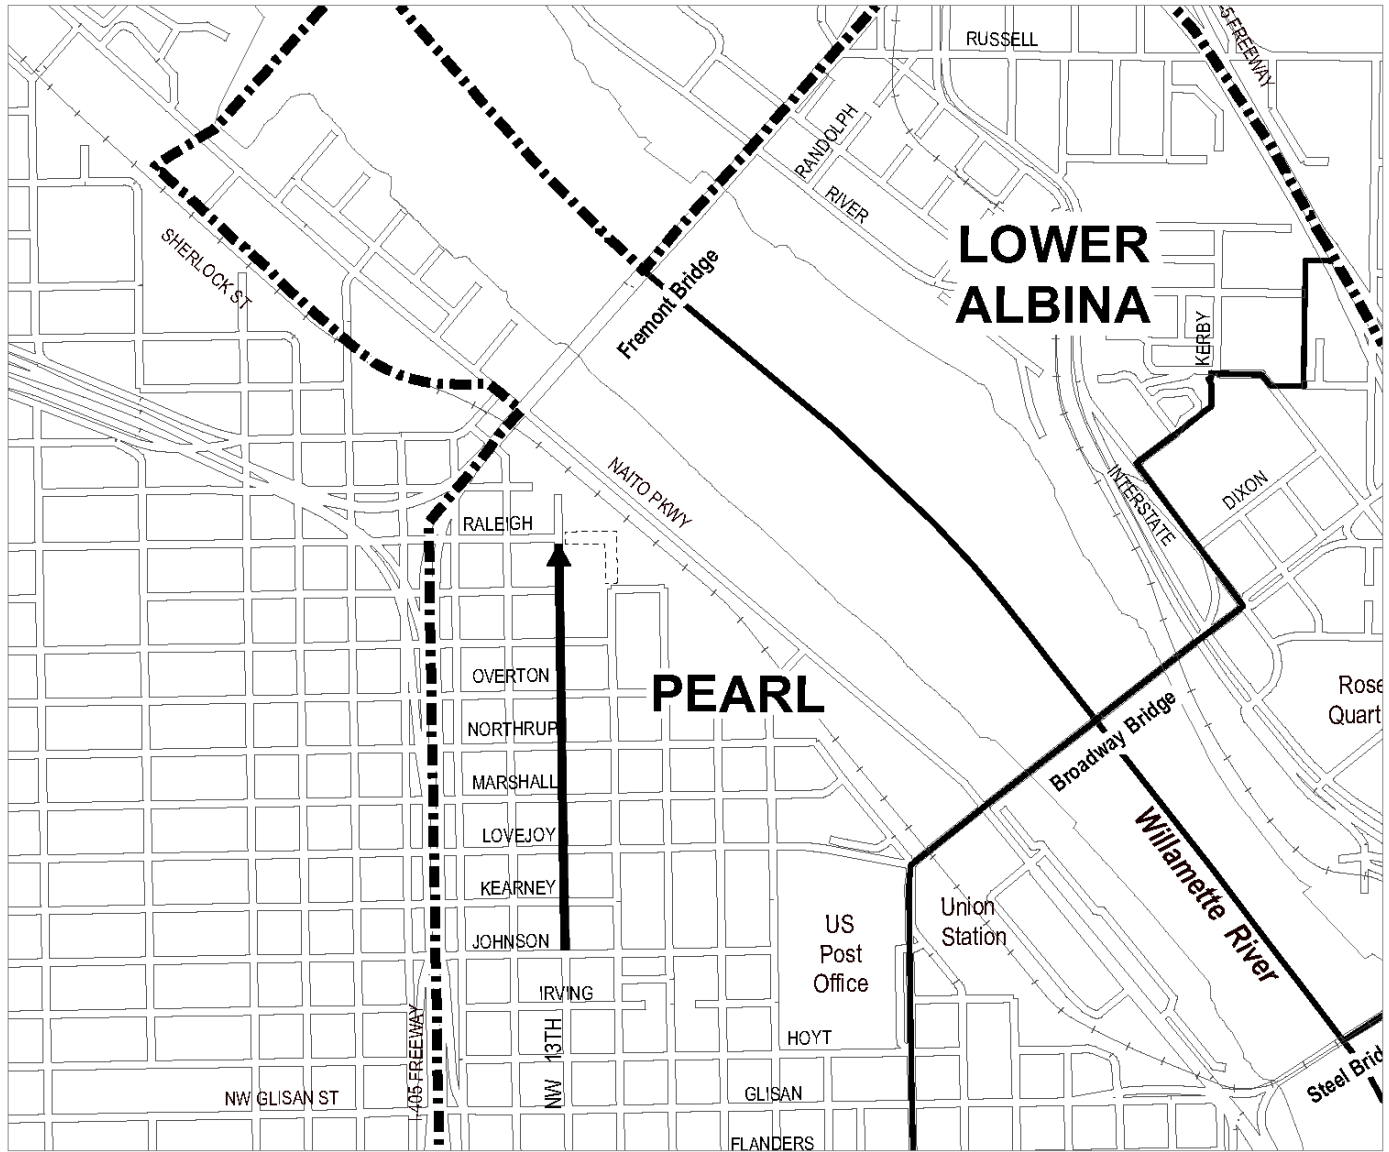 RUSSELL
5 FREEWAY
RANDOLPH
RIVER
LOWER
ALBINA
SHERLOCK ST
Fremont Bridge
KERBY
NAITO PKWY
INTERSTATE
DIXON
RALEIGH
OVERTON
PEARL
Rose
Quart
NORTHRUP
Broadway Bridge
MARSHALL
LOVEJOY
Willamette River
KEARNEY
US
Post
Office
Union
Station
JOHNSON
IRVING
NW 13TH
HOYT
I-405 FREEWAY
NW GLISAN ST
GLISAN
Steel Brid
FLANDERS